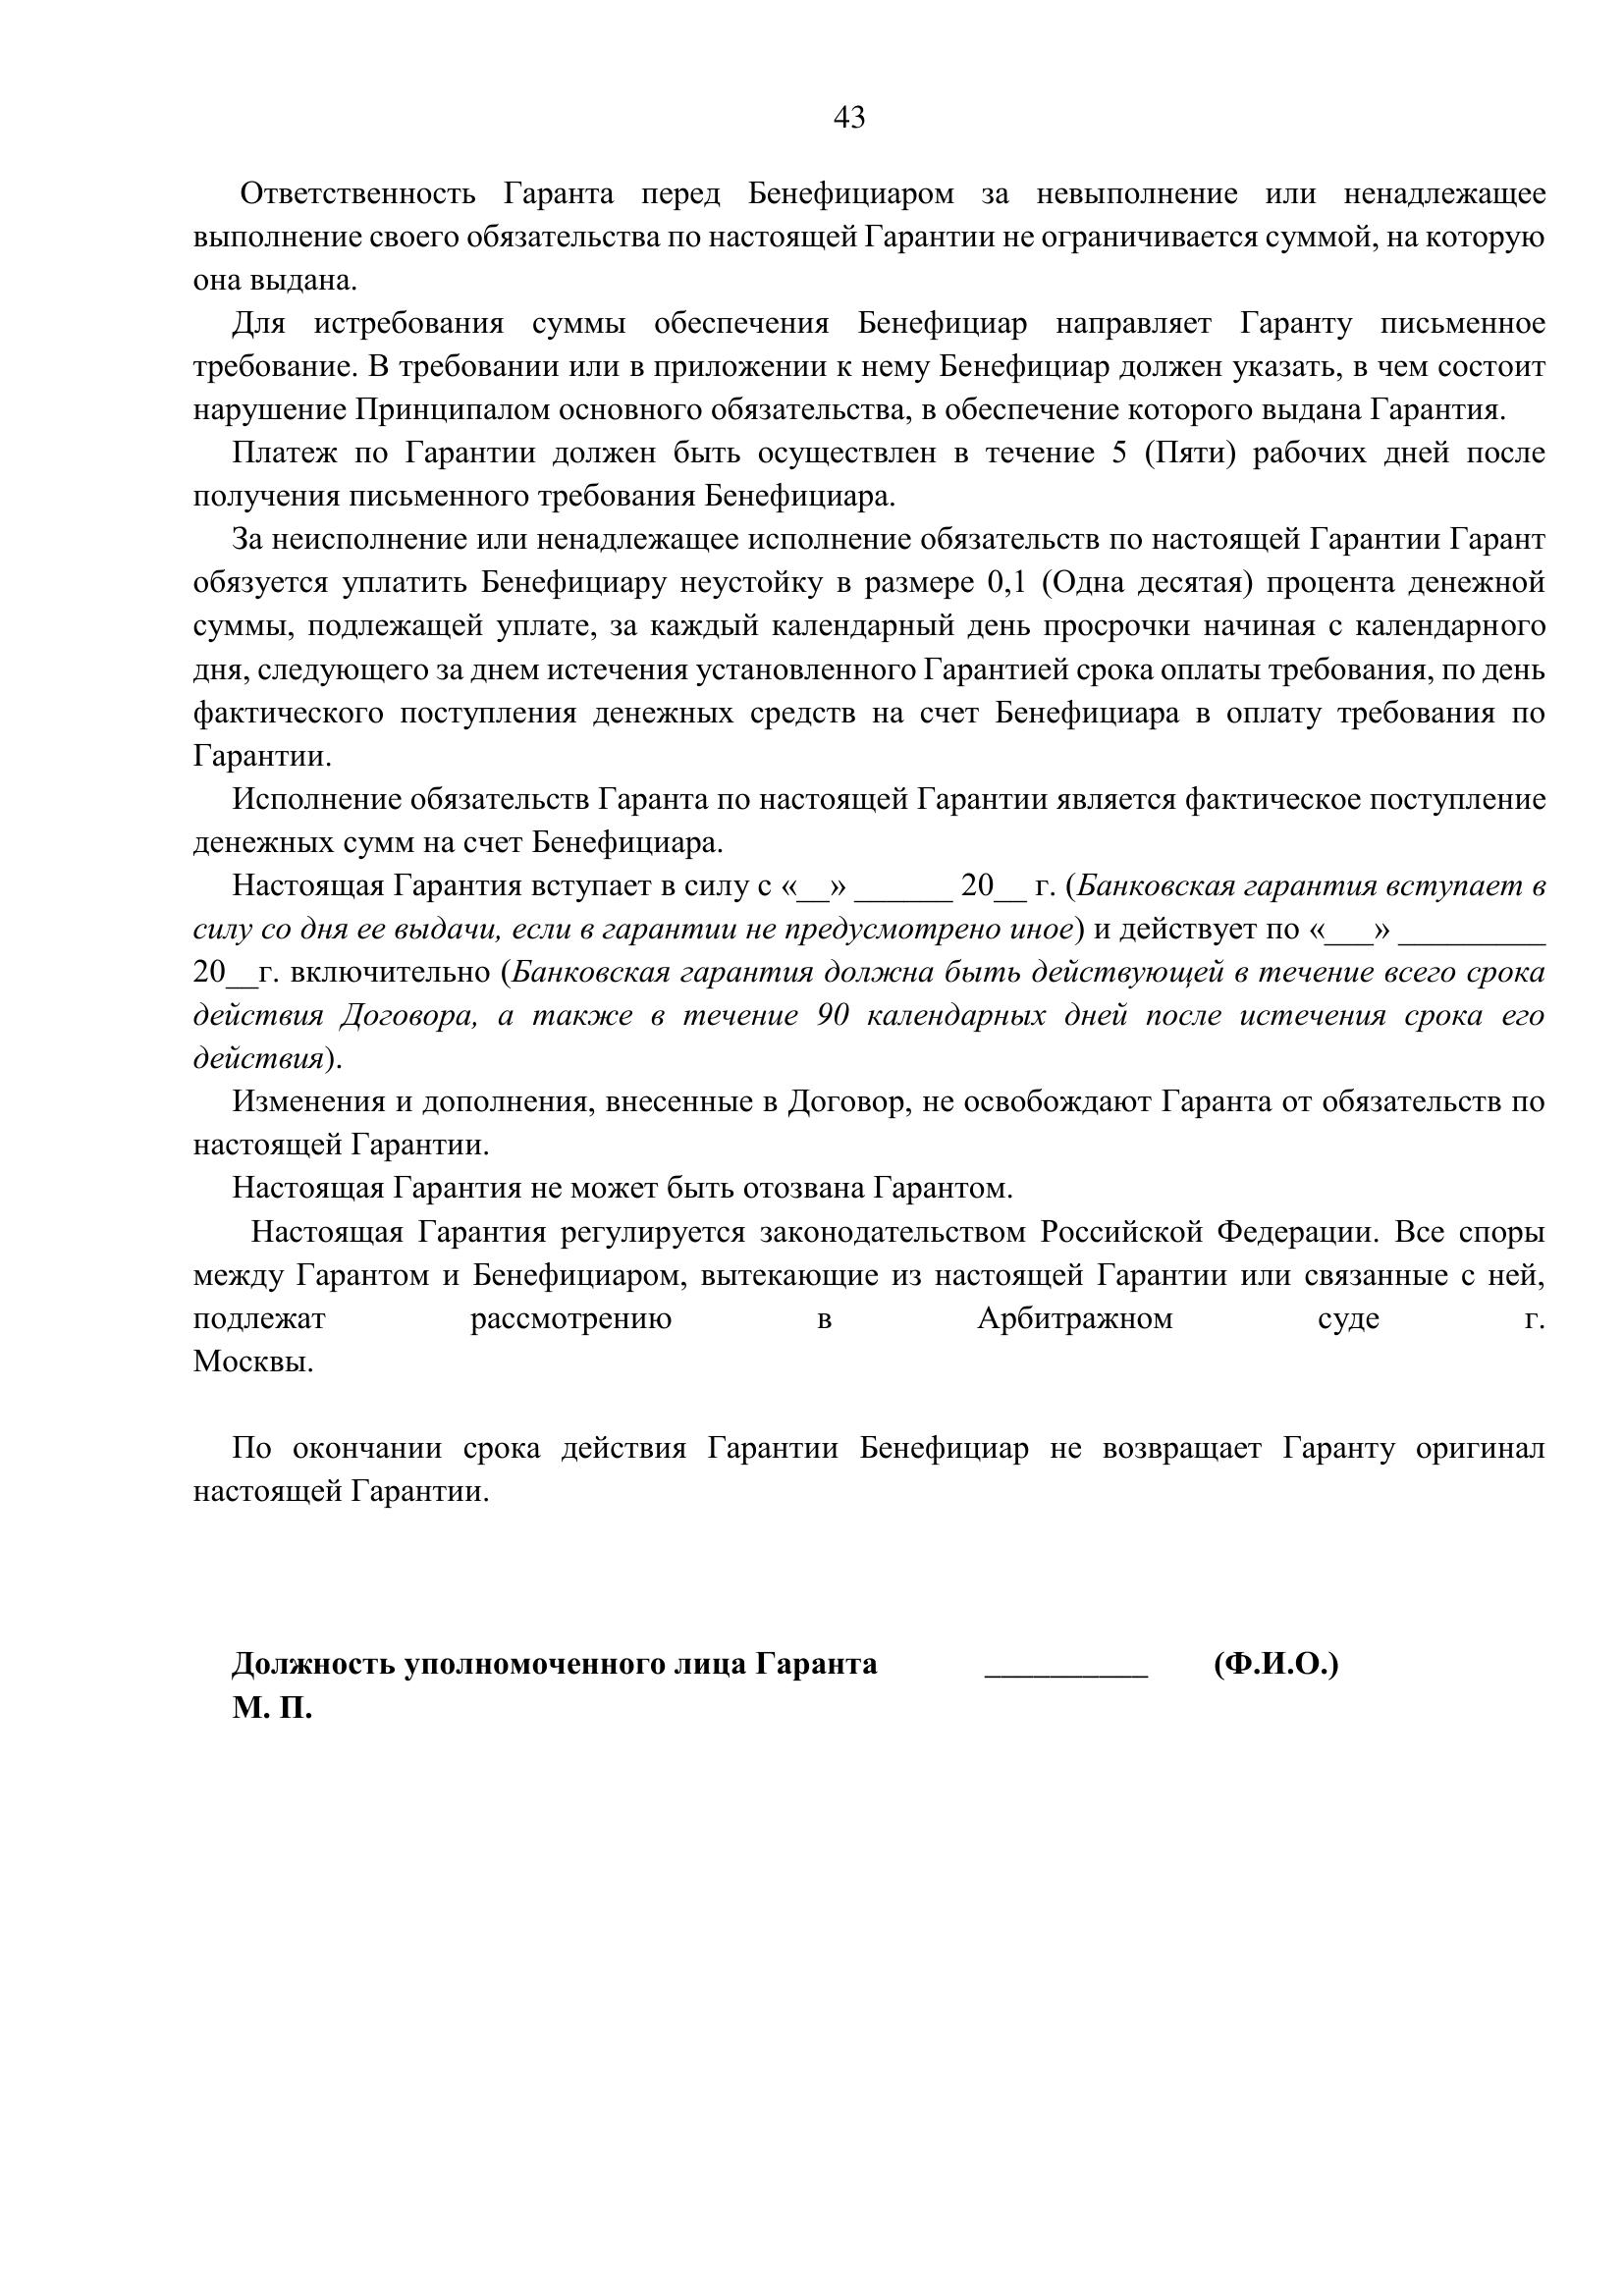 43
Ответственность Гаранта перед Бенефициаром за невыполнение или ненадлежащее
выполнение своего обязательства по настоящей Гарантии не ограничивается суммой, на которую
она выдана.
Для истребования суммы обеспечения Бенефициар направляет Гаранту письменное
требование. В требовании или в приложении к нему Бенефициар должен указать, в чем состоит
нарушение Принципалом основного обязательства, в обеспечение которого выдана Гарантия.
Платеж по Гарантии должен быть осуществлен в течение 5 (Пяти) рабочих дней после
получения письменного требования Бенефициара.
За неисполнение или ненадлежащее исполнение обязательств по настоящей Гарантии Гарант
обязуется уплатить Бенефициару неустойку в размере 0,1 (Одна десятая) процента денежной
суммы, подлежащей уплате, за каждый календарный день просрочки начиная с календарного
дня, следующего за днем истечения установленного Гарантией срока оплаты требования, по день
фактического поступления денежных средств на счет Бенефициара в оплату требования по
Гарантии.
Исполнение обязательств Гаранта по настоящей Гарантии является фактическое поступление
денежных сумм на счет Бенефициара.
Настоящая Гарантия вступает в силу с «__» ______ 20__ г. (Банковская гарантия вступает в
силу со дня ее выдачи, если в гарантии не предусмотрено иное) и действует по «___» _________
20__г. включительно (Банковская гарантия должна быть действующей в течение всего срока
действия Договора, а также в течение 90 календарных дней после истечения срока его
действия).
Изменения и дополнения, внесенные в Договор, не освобождают Гаранта от обязательств по
настоящей Гарантии.
Настоящая Гарантия не может быть отозвана Гарантом.
Настоящая Гарантия регулируется законодательством Российской Федерации. Все споры
между Гарантом и Бенефициаром, вытекающие из настоящей Гарантии или связанные с ней,
подлежат рассмотрению в Арбитражном суде г.
Москвы.
По окончании срока действия Гарантии Бенефициар не возвращает Гаранту оригинал
настоящей Гарантии.
Должность уполномоченного лица Гаранта __________ (Ф.И.О.)
М. П.